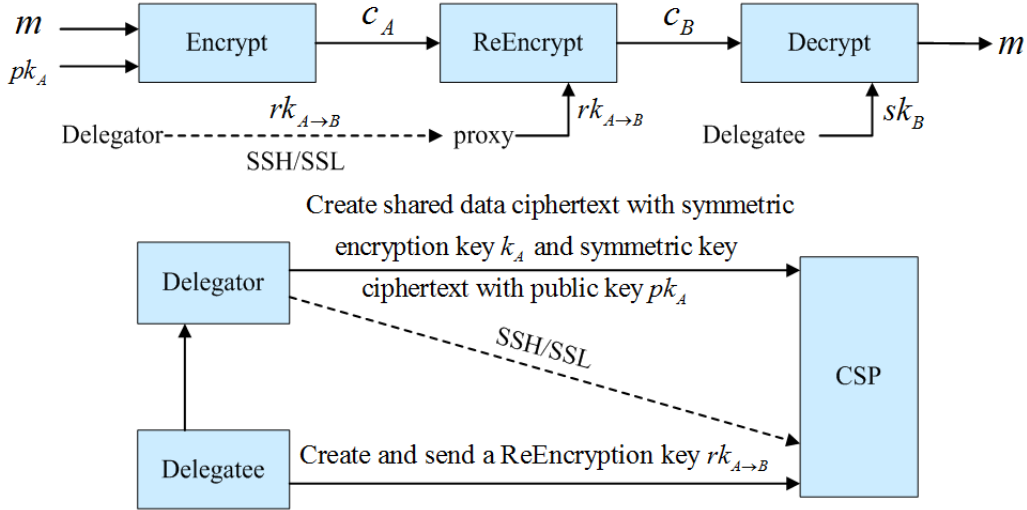 m
pk_A
Encrypt
c_A
ReEncrypt
c_B
Decrypt
m
Delegator
rk_{A→B}
SSH/SSL
proxy
rk_{A→B}
Delegatee
sk_B
Create shared data ciphertext with symmetric
encryption key k_A and symmetric key
ciphertext with public key pk_A
Delegator
SSH/SSL
CSP
Delegatee
Create and send a ReEncryption key rk_{A→B}